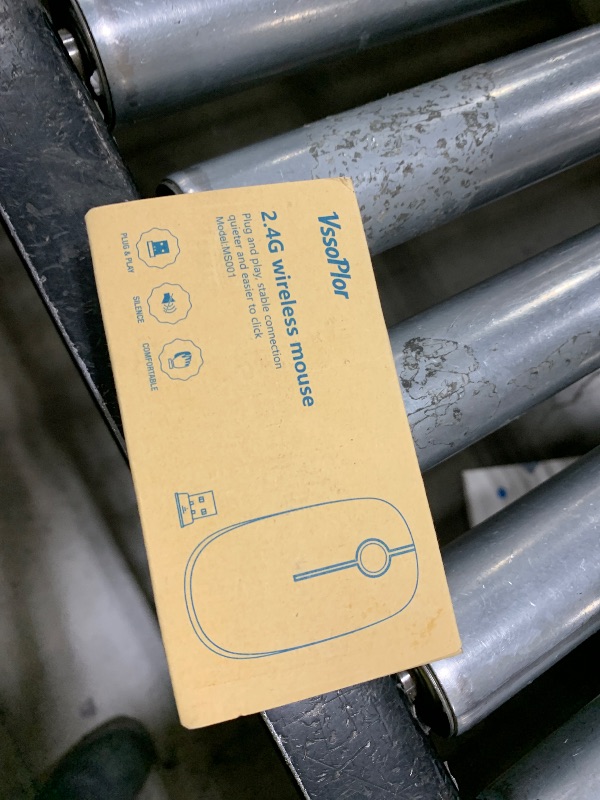 VssoPlor
2.4G wireless mouse
Plug and play, stable connection
quieter and easier to click
Model:MS001
PLUG & PLAY
SILENCE
COMFORTABLE